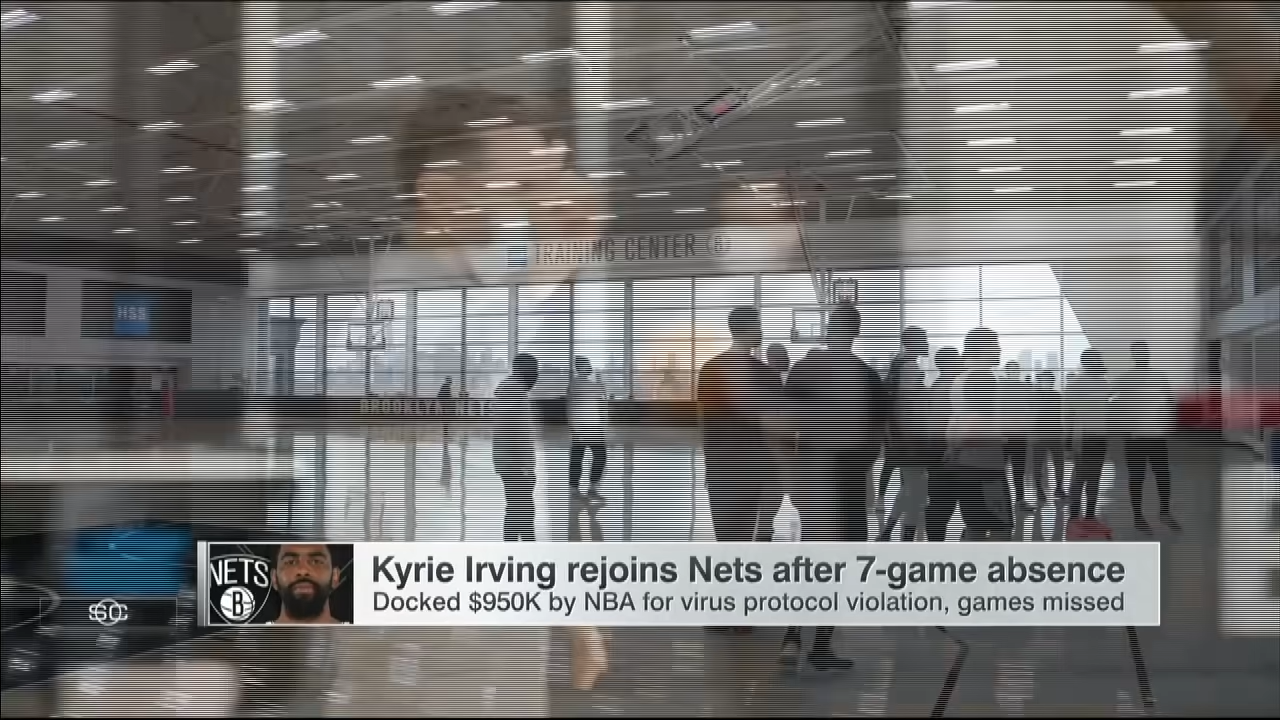 TRAINING CENTER
HSS
BROOKLYN NETS
NETS
B
Kyrie Irving rejoins Nets after 7-game absence
Docked $950K by NBA for virus protocol violation, games missed